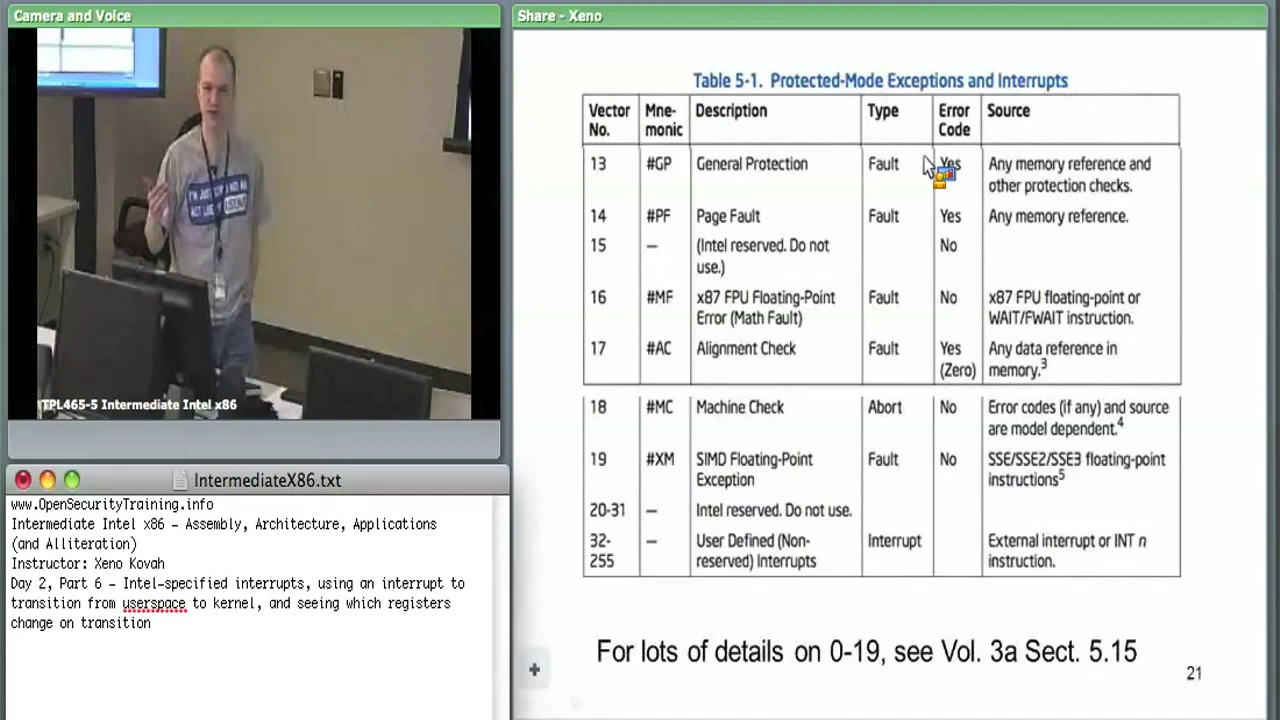 Camera and Voice
TPL465-5 Intermediate Intel x86
IntermediateX86.txt
www.OpenSecurityTraining.info
Intermediate Intel x86 – Assembly, Architecture, Applications
(and Alliteration)
Instructor: Xeno Kovah
Day 2, Part 6 – Intel-specified interrupts, using an interrupt to
transition from userspace to kernel, and seeing which registers
change on transition
Share - Xeno
Table 5-1. Protected-Mode Exceptions and Interrupts
Vector No. Mne-monic Description Type Error Code Source
13 #GP General Protection Fault Yes Any memory reference and
other protection checks.
14 #PF Page Fault Fault Yes Any memory reference.
15 — (Intel reserved. Do not No
use.)
16 #MF x87 FPU Floating-Point Fault No x87 FPU floating-point or
Error (Math Fault) WAIT/FWAIT instruction.
17 #AC Alignment Check Fault Yes Any data reference in
(Zero) memory.3
18 #MC Machine Check Abort No Error codes (if any) and source
are model dependent.4
19 #XM SIMD Floating-Point Fault No SSE/SSE2/SSE3 floating-point
Exception instructions5
20-31 — Intel reserved. Do not use.
32- — User Defined (Non- Interrupt External interrupt or INT n
255 reserved) Interrupts instruction.
For lots of details on 0-19, see Vol. 3a Sect. 5.15
21